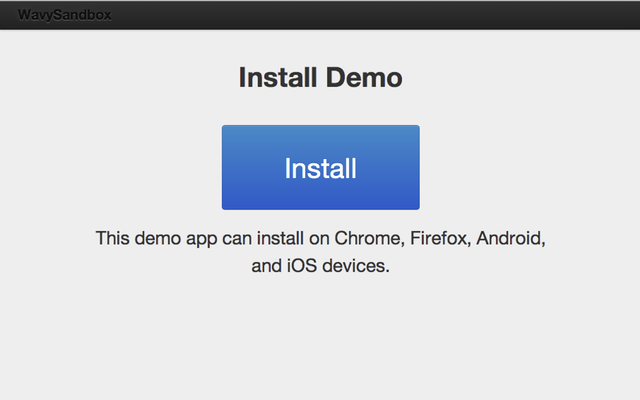 WavySandbox
Install Demo
Install
This demo app can install on Chrome, Firefox, Android,
and iOS devices.